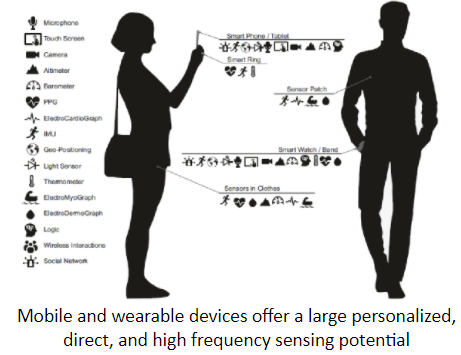 Microphone
Touch Screen
Camera
Altimeter
Barometer
PPG
ElectroCardioGraph
IMU
Geo-Positioning
Light Sensor
Thermometer
ElectroMyoGraph
ElectroDermoGraph
Logic
Wireless Interactions
Social Network
Smart Phone / Tablet
Smart Ring
Sensor Patch
Smart Watch / Band
Sensors in Clothes
Mobile and wearable devices offer a large personalized,
direct, and high frequency sensing potential